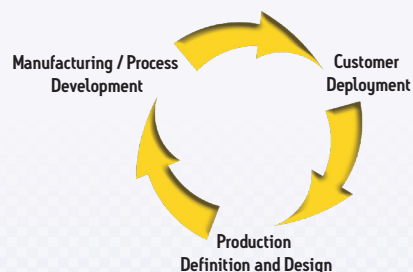 Manufacturing / Process
Development
Customer
Deployment
Production
Definition and Design